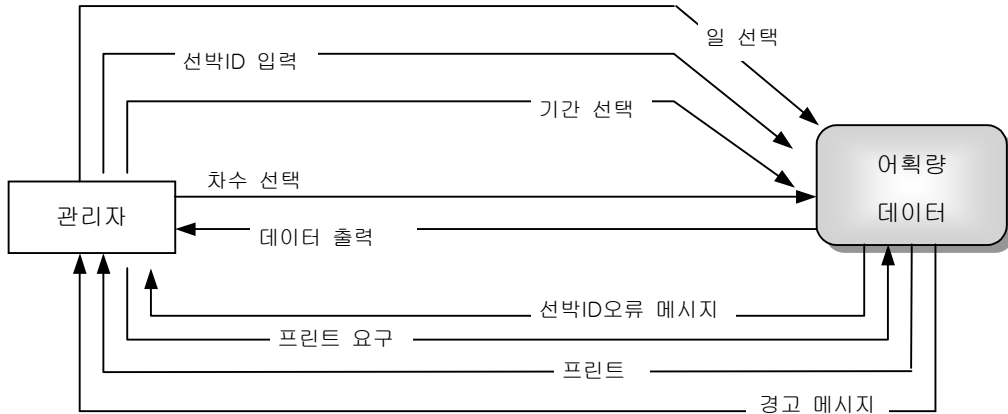 일 선택
선박ID 입력
기간 선택
차수 선택
어획량
데이터
관리자
데이터 출력
선박ID오류 메시지
프린트 요구
프린트
경고 메시지